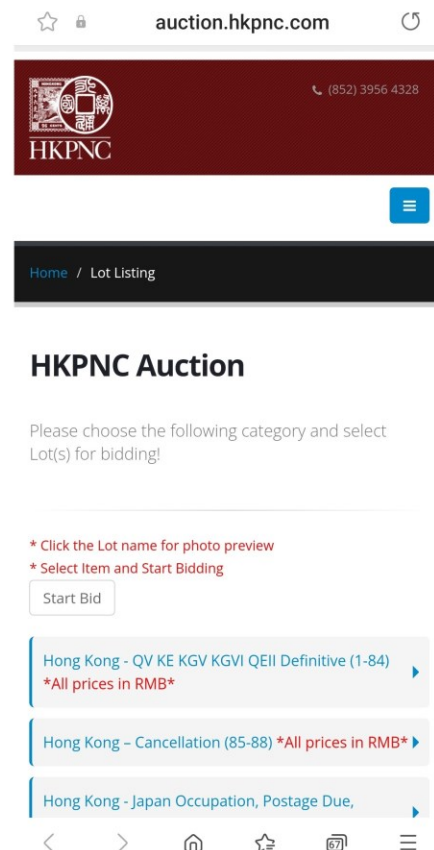 auction.hkpnc.com
(852) 3956 4328
HKPNC
Home / Lot Listing
HKPNC Auction
Please choose the following category and select
Lot(s) for bidding!
* Click the Lot name for photo preview
* Select Item and Start Bidding
Start Bid
Hong Kong - QV KE KGV KGVI QEII Definitive (1-84)
*All prices in RMB*
Hong Kong – Cancellation (85-88) *All prices in RMB*
Hong Kong - Japan Occupation, Postage Due,
67